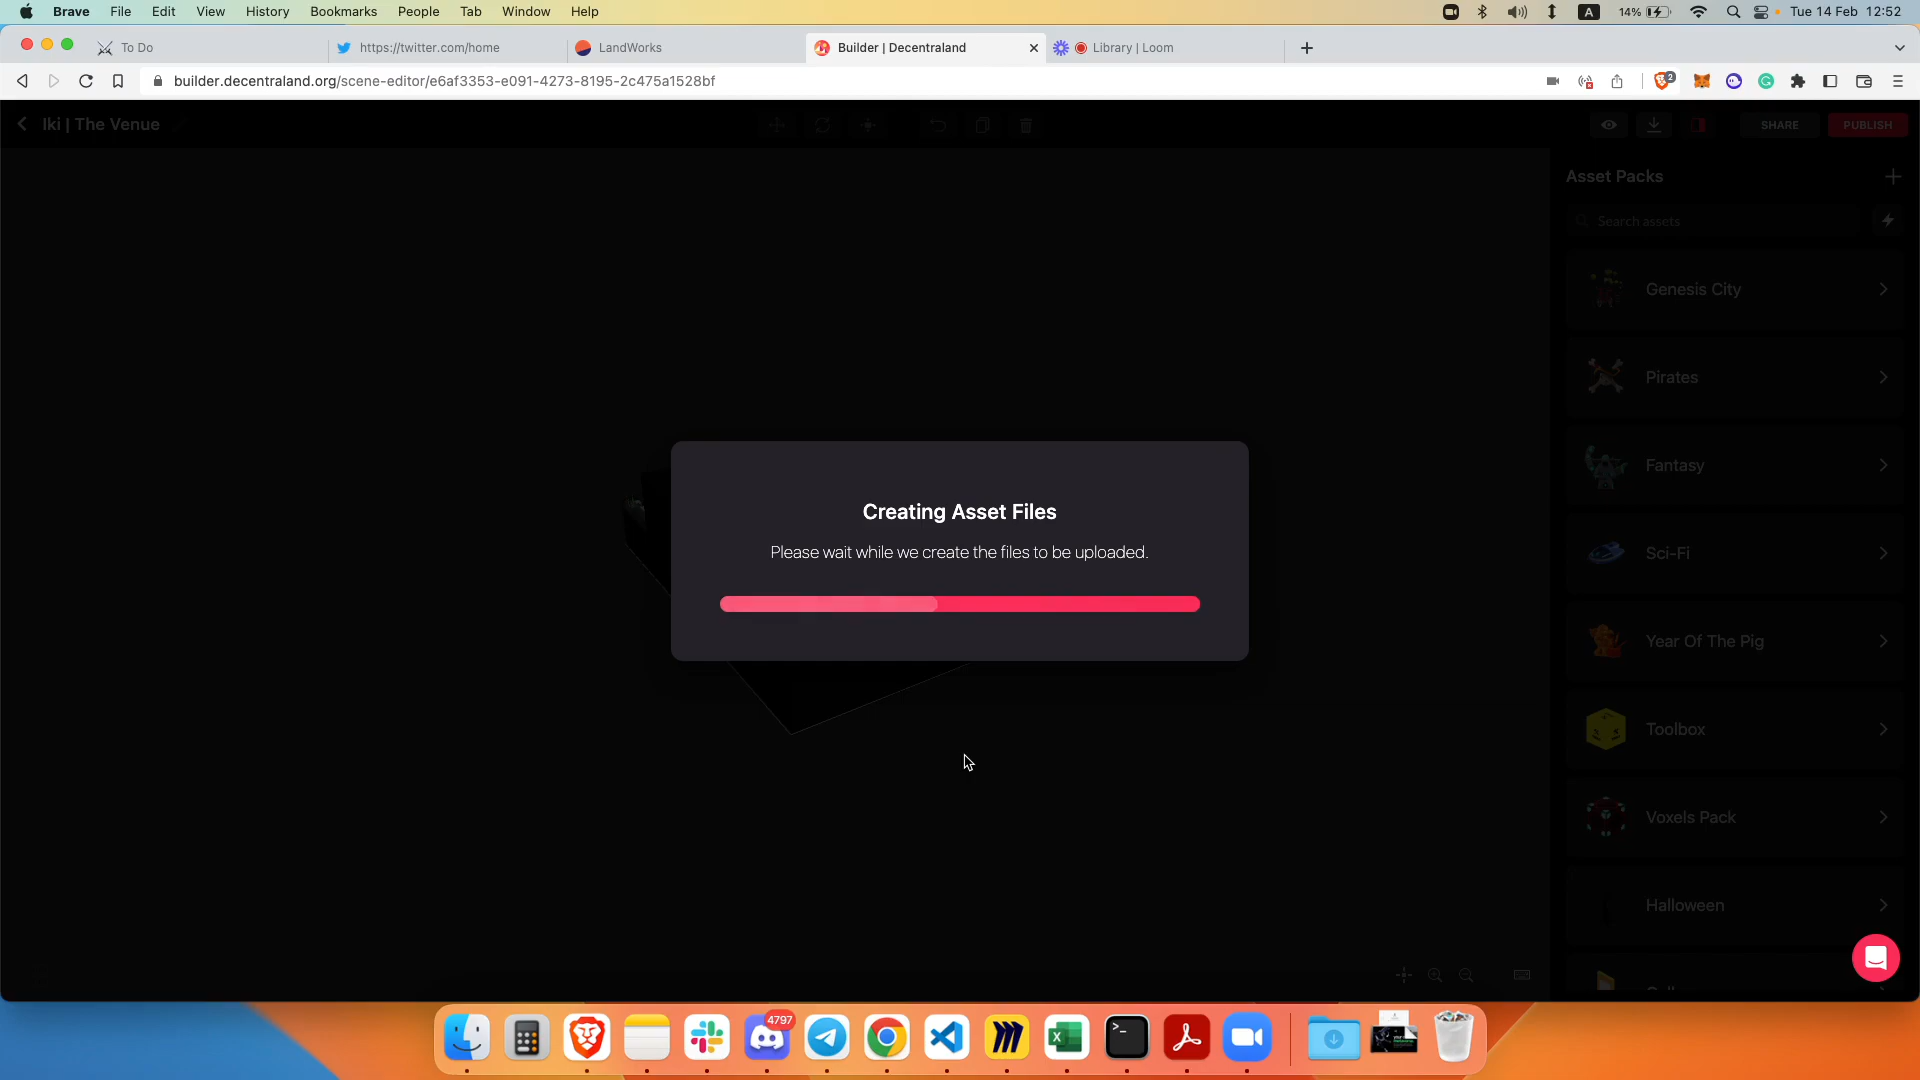 Brave File Edit View History Bookmarks People Tab Window Help A 14% Tue 14 Feb 12:52
To Do https://twitter.com/home LandWorks Builder | Decentraland Library | Loom
builder.decentraland.org/scene-editor/e6af3353-e091-4273-8195-2c475a1528bf 2
Iki | The Venue SHARE PUBLISH
Asset Packs
Search assets
Genesis City
Pirates
Fantasy
Creating Asset Files
Please wait while we create the files to be uploaded.
Sci-Fi
Year Of The Pig
Toolbox
Voxels Pack
Halloween
4797